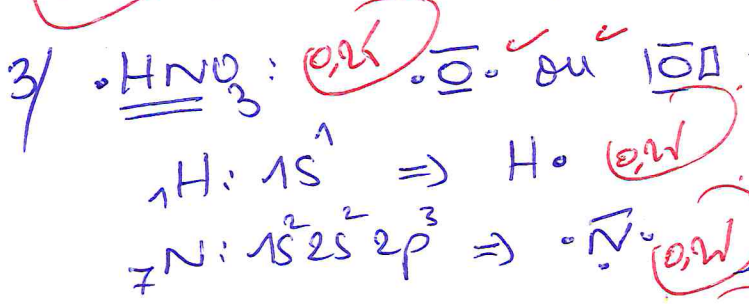 3/ • HNO₃ : 0,25 •O̅• ou |O̅▯
₁H : 1s¹ ⇒ H• 0,25
₇N : 1s² 2s² 2p³ ⇒ •N̅• 0,25